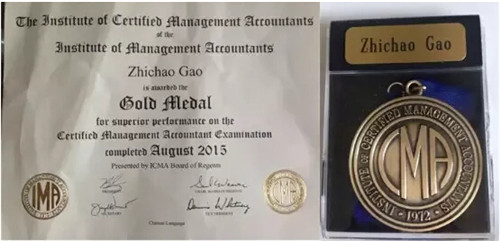 The Institute of Certified Management Accountants
of the
Institute of Management Accountants
Zhichao Gao
is awarded the
Gold Medal
for superior performance on the
Certified Management Accountant Examination
completed August 2015
Presented by ICMA Board of Regents
Chinese Language
IMA
Zhichao Gao
INSTITUTE OF CERTIFIED MANAGEMENT ACCOUNTANTS
IMA
1972